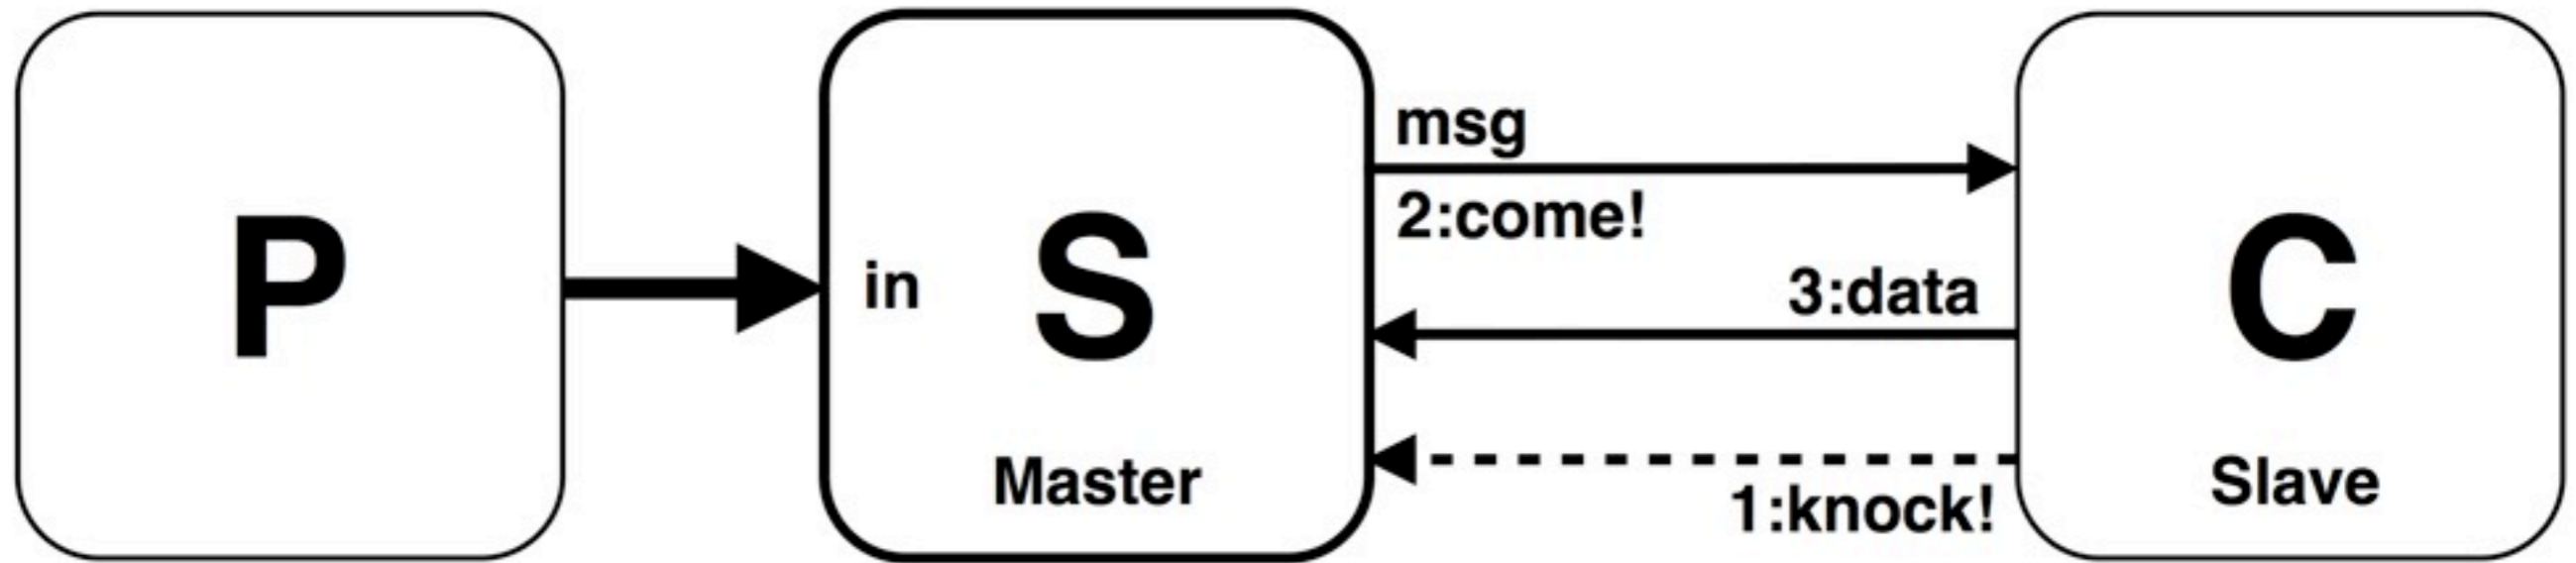 P
in
S
Master
msg
2:come!
3:data
1:knock!
C
Slave